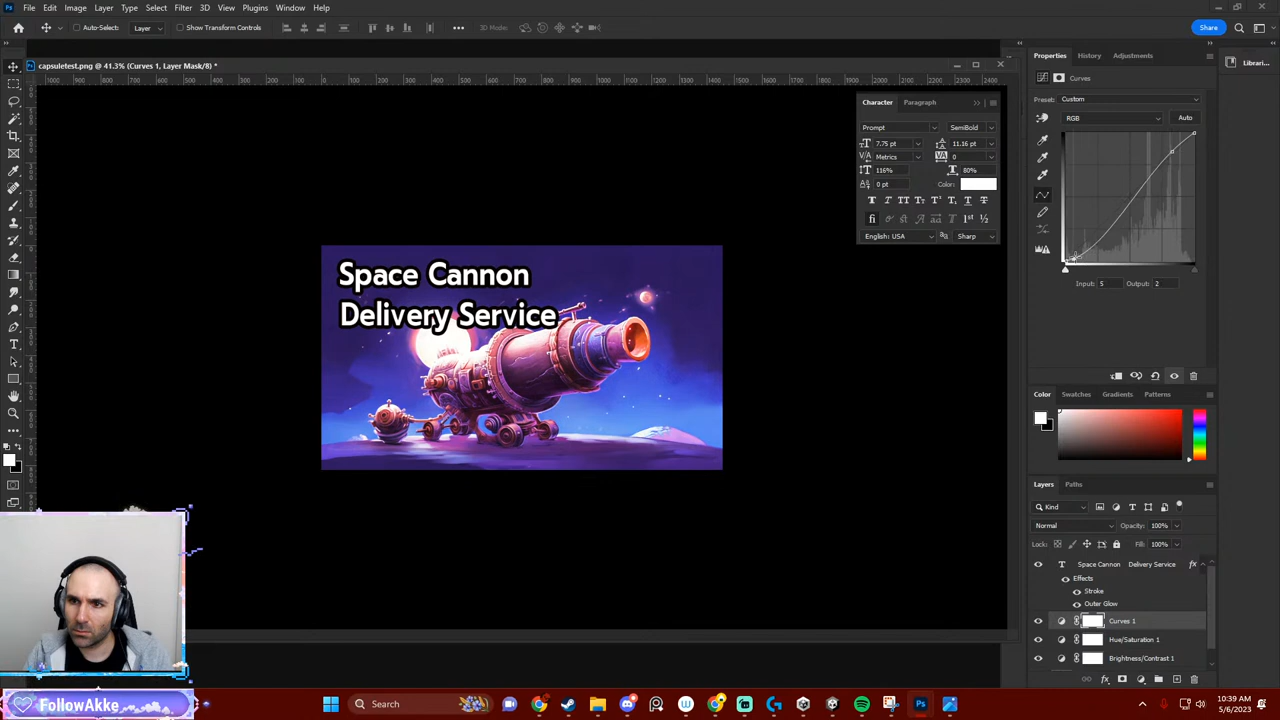 File Edit Image Layer Type Select Filter 3D View Plugins Window Help
Auto-Select: Layer Show Transform Controls 3D Mode: Share
capsuletest.png @ 41.3% (Curves 1, Layer Mask/8) *
Properties History Adjustments
Librari...
Curves
Preset: Custom
RGB Auto
Input: 5 Output: 2
Character Paragraph
Prompt SemiBold
7.75 pt 11.16 pt
Metrics 0
116% 80%
0 pt Color:
English: USA Sharp
Space Cannon
Delivery Service
Color Swatches Gradients Patterns
Layers Paths
Kind
Normal Opacity: 100%
Lock: Fill: 100%
Space Cannon Delivery Service fx
Effects
Stroke
Outer Glow
Curves 1
Hue/Saturation 1
Brightness/Contrast 1
FollowAkke
Search
10:39 AM
5/6/2023